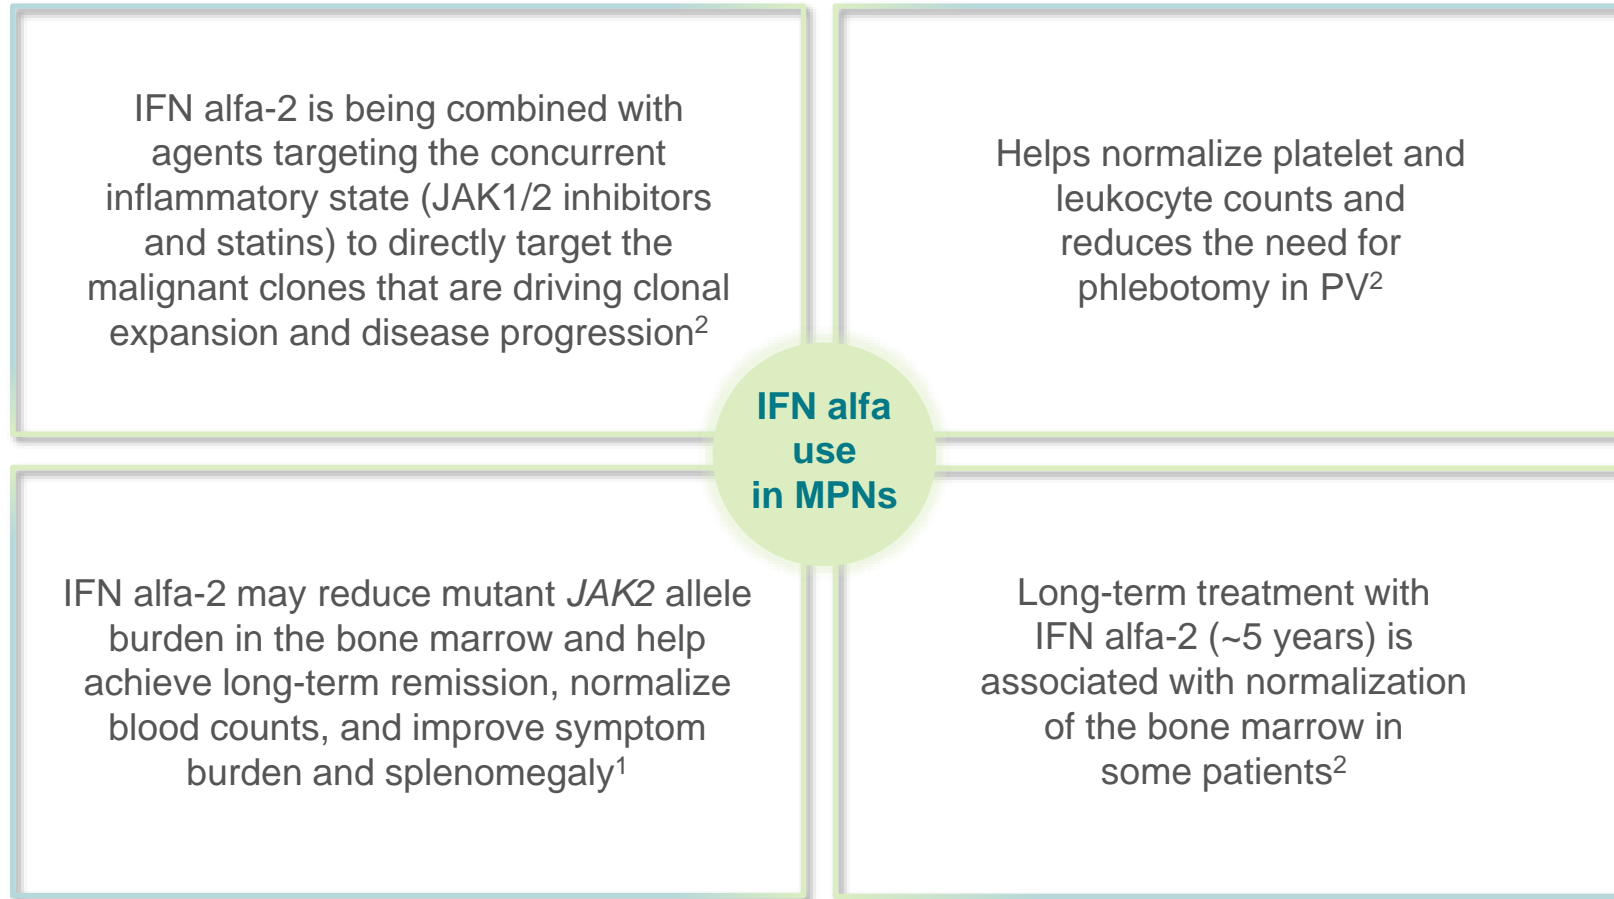 IFN alfa-2 is being combined with
agents targeting the concurrent
inflammatory state (JAK1/2 inhibitors
and statins) to directly target the
malignant clones that are driving clonal
expansion and disease progression2
Helps normalize platelet and
leukocyte counts and
reduces the need for
phlebotomy in PV2
IFN alfa
use
in MPNs
IFN alfa-2 may reduce mutant JAK2 allele
burden in the bone marrow and help
achieve long-term remission, normalize
blood counts, and improve symptom
burden and splenomegaly1
Long-term treatment with
IFN alfa-2 (~5 years) is
associated with normalization
of the bone marrow in
some patients2